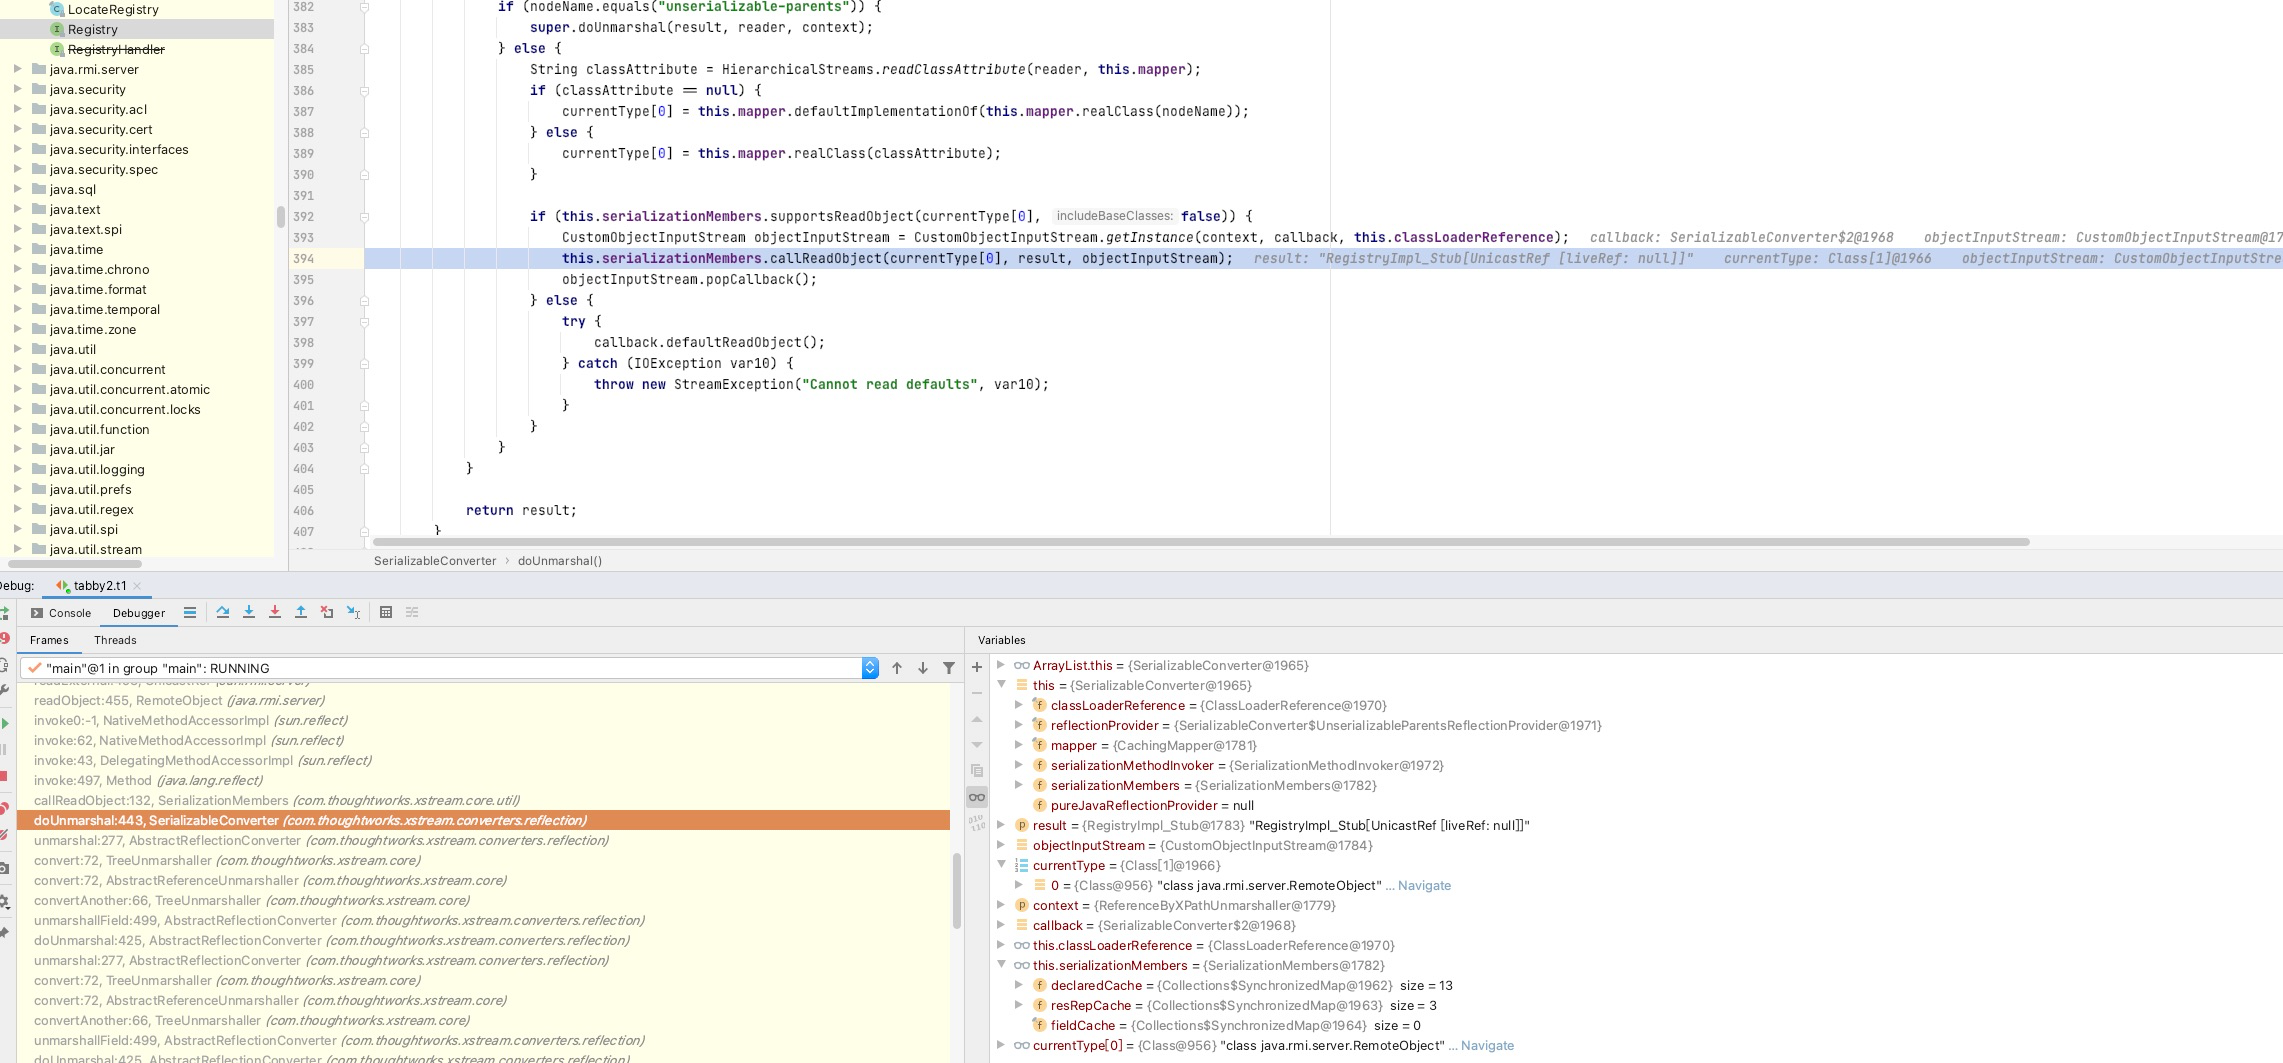 LocateRegistry
Registry
RegistryHandler
java.rmi.server
java.security
java.security.acl
java.security.cert
java.security.interfaces
java.security.spec
java.sql
java.text
java.text.spi
java.time
java.time.chrono
java.time.format
java.time.temporal
java.time.zone
java.util
java.util.concurrent
java.util.concurrent.atomic
java.util.concurrent.locks
java.util.function
java.util.jar
java.util.logging
java.util.prefs
java.util.regex
java.util.spi
java.util.stream
382 if (nodeName.equals("unserializable-parents")) {
383 super.doUnmarshal(result, reader, context);
384 } else {
385 String classAttribute = HierarchicalStreams.readClassAttribute(reader, this.mapper);
386 if (classAttribute == null) {
387 currentType[0] = this.mapper.defaultImplementationOf(this.mapper.realClass(nodeName));
388 } else {
389 currentType[0] = this.mapper.realClass(classAttribute);
390 }
391
392 if (this.serializationMembers.supportsReadObject(currentType[0], includeBaseClasses: false)) {
393 CustomObjectInputStream objectInputStream = CustomObjectInputStream.getInstance(context, callback, this.classLoaderReference); callback: SerializableConverter$2@1968 objectInputStream: CustomObjectInputStream@17
394 this.serializationMembers.callReadObject(currentType[0], result, objectInputStream); result: "RegistryImpl_Stub[UnicastRef [liveRef: null]]" currentType: Class[1]@1966 objectInputStream: CustomObjectInputStre
395 objectInputStream.popCallback();
396 } else {
397 try {
398 callback.defaultReadObject();
399 } catch (IOException var10) {
400 throw new StreamException("Cannot read defaults", var10);
401 }
402 }
403 }
404 }
405
406 return result;
407 }
SerializableConverter › doUnmarshal()
Debug: tabby2.t1
Console Debugger
Frames Threads
"main"@1 in group "main": RUNNING
readObject:455, RemoteObject (java.rmi.server)
invoke0:-1, NativeMethodAccessorImpl (sun.reflect)
invoke:62, NativeMethodAccessorImpl (sun.reflect)
invoke:43, DelegatingMethodAccessorImpl (sun.reflect)
invoke:497, Method (java.lang.reflect)
callReadObject:132, SerializationMembers (com.thoughtworks.xstream.core.util)
doUnmarshal:443, SerializableConverter (com.thoughtworks.xstream.converters.reflection)
unmarshal:277, AbstractReflectionConverter (com.thoughtworks.xstream.converters.reflection)
convert:72, TreeUnmarshaller (com.thoughtworks.xstream.core)
convert:72, AbstractReferenceUnmarshaller (com.thoughtworks.xstream.core)
convertAnother:66, TreeUnmarshaller (com.thoughtworks.xstream.core)
unmarshallField:499, AbstractReflectionConverter (com.thoughtworks.xstream.converters.reflection)
doUnmarshal:425, AbstractReflectionConverter (com.thoughtworks.xstream.converters.reflection)
unmarshal:277, AbstractReflectionConverter (com.thoughtworks.xstream.converters.reflection)
convert:72, TreeUnmarshaller (com.thoughtworks.xstream.core)
convert:72, AbstractReferenceUnmarshaller (com.thoughtworks.xstream.core)
convertAnother:66, TreeUnmarshaller (com.thoughtworks.xstream.core)
unmarshallField:499, AbstractReflectionConverter (com.thoughtworks.xstream.converters.reflection)
doUnmarshal:425, AbstractReflectionConverter (com.thoughtworks.xstream.converters.reflection)
Variables
ArrayList.this = {SerializableConverter@1965}
this = {SerializableConverter@1965}
classLoaderReference = {ClassLoaderReference@1970}
reflectionProvider = {SerializableConverter$UnserializableParentsReflectionProvider@1971}
mapper = {CachingMapper@1781}
serializationMethodInvoker = {SerializationMethodInvoker@1972}
serializationMembers = {SerializationMembers@1782}
pureJavaReflectionProvider = null
result = {RegistryImpl_Stub@1783} "RegistryImpl_Stub[UnicastRef [liveRef: null]]"
objectInputStream = {CustomObjectInputStream@1784}
currentType = {Class[1]@1966}
0 = {Class@956} "class java.rmi.server.RemoteObject" ... Navigate
context = {ReferenceByXPathUnmarshaller@1779}
callback = {SerializableConverter$2@1968}
this.classLoaderReference = {ClassLoaderReference@1970}
this.serializationMembers = {SerializationMembers@1782}
declaredCache = {Collections$SynchronizedMap@1962} size = 13
resRepCache = {Collections$SynchronizedMap@1963} size = 3
fieldCache = {Collections$SynchronizedMap@1964} size = 0
currentType[0] = {Class@956} "class java.rmi.server.RemoteObject" ... Navigate